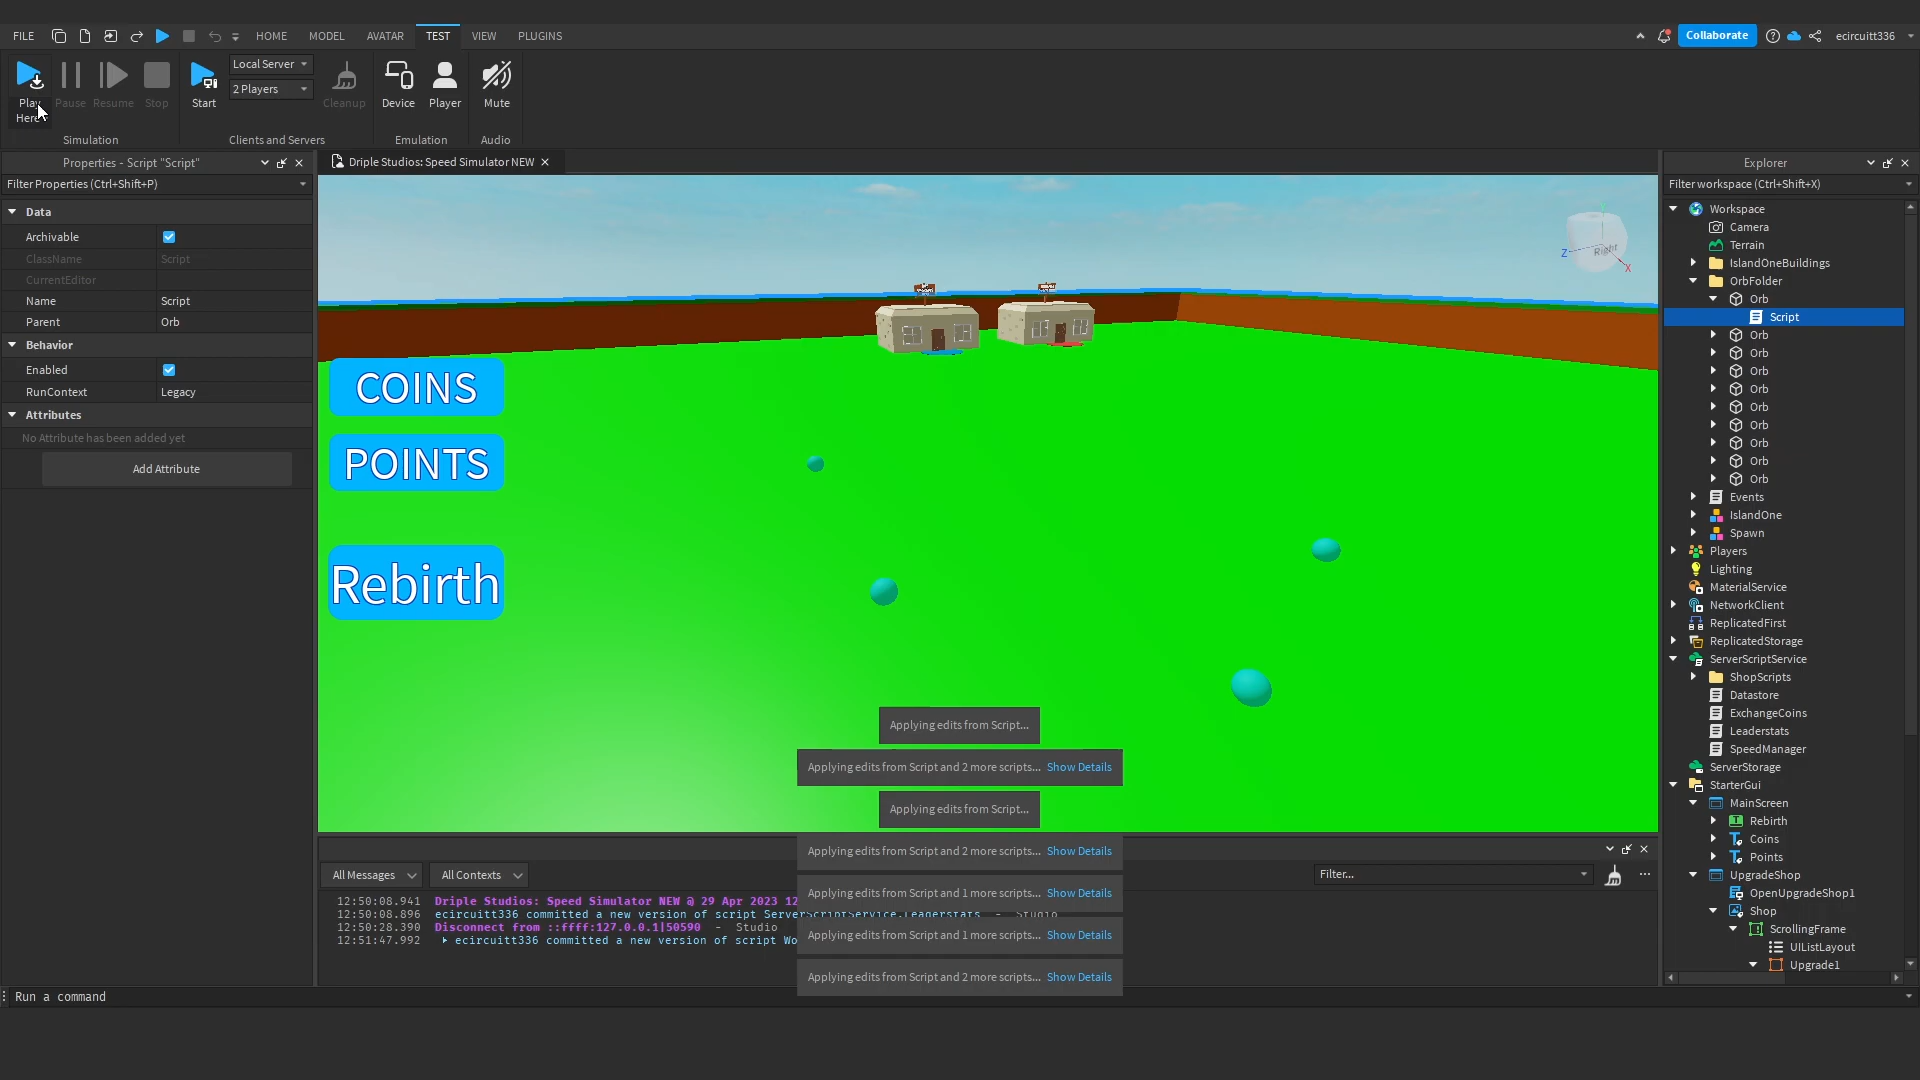 FILE HOME MODEL AVATAR TEST VIEW PLUGINS Collaborate ecircuitt336
Play Here Pause Resume Stop Start Local Server 2 Players Cleanup Device Player Mute
Simulation Clients and Servers Emulation Audio
Properties - Script "Script"
Filter Properties (Ctrl+Shift+P)
Data
Archivable
ClassName Script
CurrentEditor
Name Script
Parent Orb
Behavior
Enabled
RunContext Legacy
Attributes
No Attribute has been added yet
Add Attribute
Driple Studios: Speed Simulator NEW
Right
Z
X
COINS
POINTS
Rebirth
Applying edits from Script...
Applying edits from Script and 2 more scripts... Show Details
Applying edits from Script...
Applying edits from Script and 2 more scripts... Show Details
Applying edits from Script and 1 more scripts... Show Details
Applying edits from Script and 1 more scripts... Show Details
Applying edits from Script and 2 more scripts... Show Details
All Messages All Contexts Filter...
12:50:08.941 Driple Studios: Speed Simulator NEW @ 29 Apr 2023 12
12:50:08.896 ecircuitt336 committed a new version of script ServerScriptService.Leaderstats - Studio
12:50:28.390 Disconnect from ::ffff:127.0.0.1|50590 - Studio
12:51:47.992 ecircuitt336 committed a new version of script Wo
Run a command
Explorer
Filter workspace (Ctrl+Shift+X)
Workspace
Camera
Terrain
IslandOneBuildings
OrbFolder
Orb
Script
Orb
Orb
Orb
Orb
Orb
Orb
Orb
Orb
Orb
Events
IslandOne
Spawn
Players
Lighting
MaterialService
NetworkClient
ReplicatedFirst
ReplicatedStorage
ServerScriptService
ShopScripts
Datastore
ExchangeCoins
Leaderstats
SpeedManager
ServerStorage
StarterGui
MainScreen
Rebirth
Coins
Points
UpgradeShop
OpenUpgradeShop1
Shop
ScrollingFrame
UIListLayout
Upgrade1